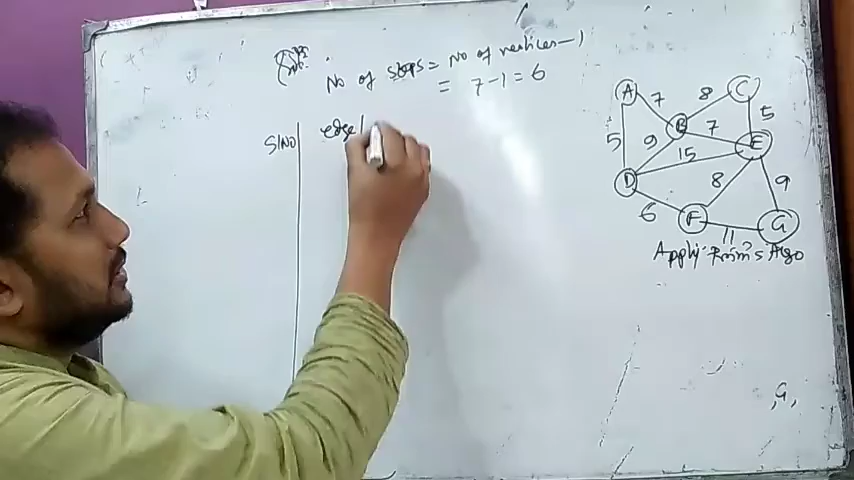 No of steps = No of vertices-1
= 7-1=6
SlNo edge
A 7 8 C
B 7 5
5 9 E
15
D 8 9
6 F G
11
Apply Prim's Algo
G,